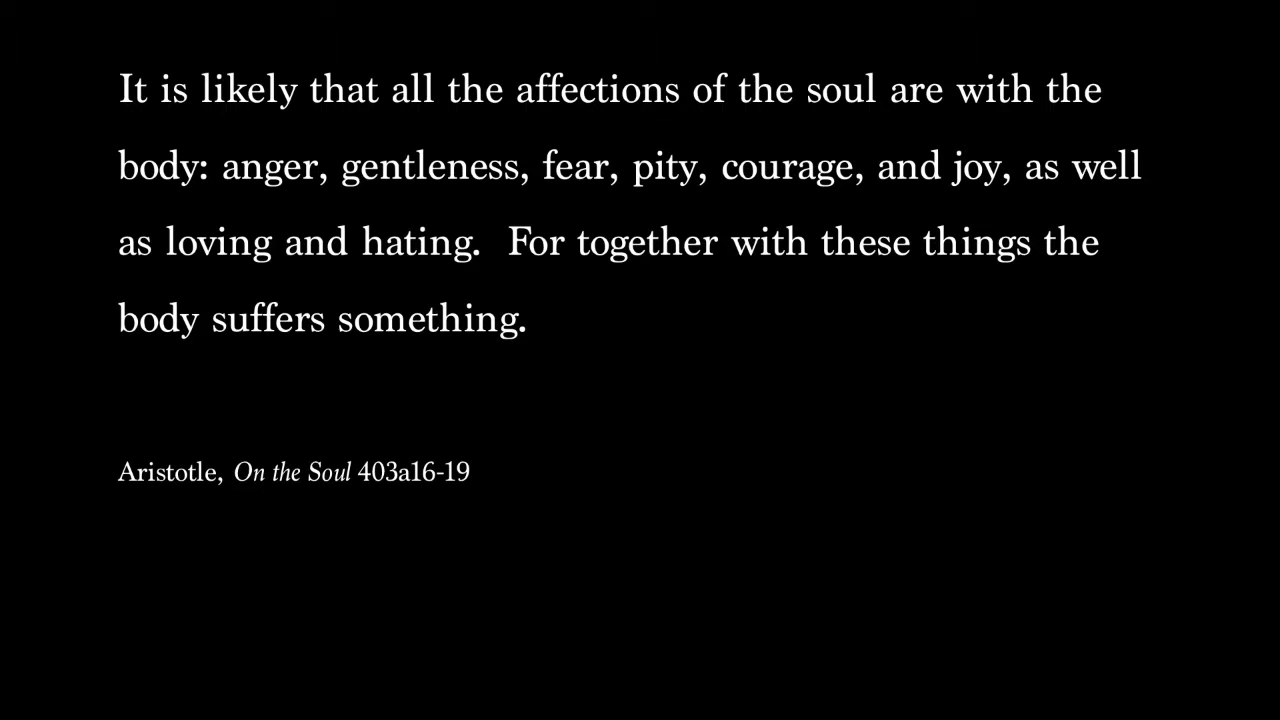 It is likely that all the affections of the soul are with the
body: anger, gentleness, fear, pity, courage, and joy, as well
as loving and hating.  For together with these things the
body suffers something.
Aristotle, On the Soul 403a16-19